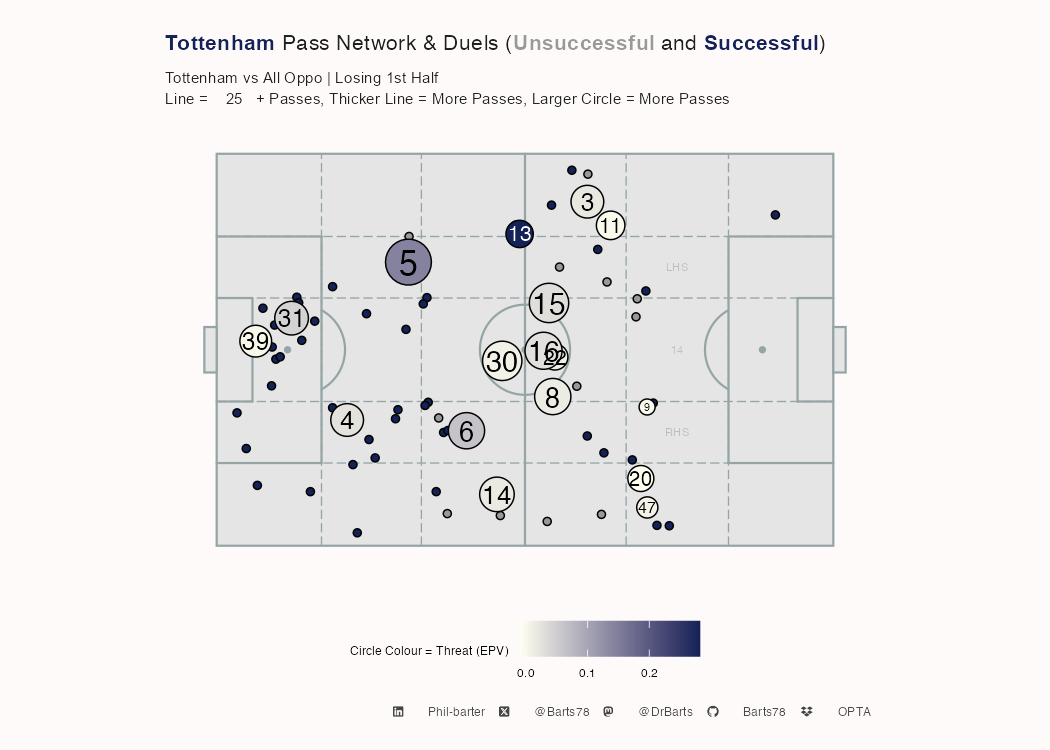 Tottenham Pass Network & Duels (Unsuccessful and Successful)
Tottenham vs All Oppo | Losing 1st Half
Line = 25 + Passes, Thicker Line = More Passes, Larger Circle = More Passes
3
11
13
5
LHS
15
31
39
16
22
14
30
8
9
4
6
RHS
20
14
47
Circle Colour = Threat (EPV)
0.0 0.1 0.2
Phil-barter @Barts78 @DrBarts Barts78 OPTA